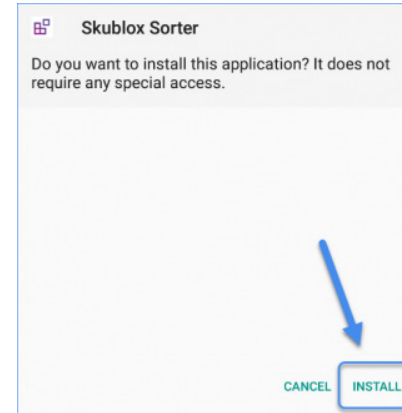 Skublox Sorter
Do you want to install this application? It does not
require any special access.
CANCEL INSTALL